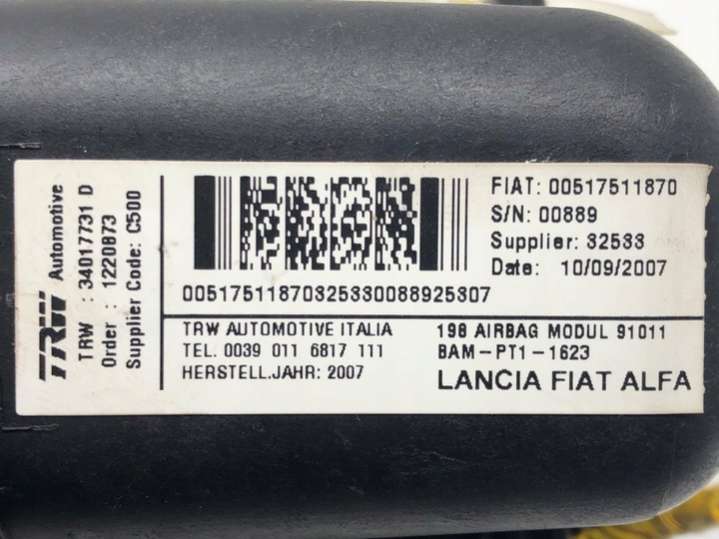 TRW Automotive
TRW : 34017731 D
Order : 1220873
Supplier Code: C500
FIAT: 00517511870
S/N: 00889
Supplier: 32533
Date: 10/09/2007
0051751187032533008892530​7
TRW AUTOMOTIVE ITALIA
TEL. 0039 011 6817 111
HERSTELL.JAHR: 2007
198 AIRBAG MODUL 91011
BAM-PT1-1623
LANCIA FIAT ALFA